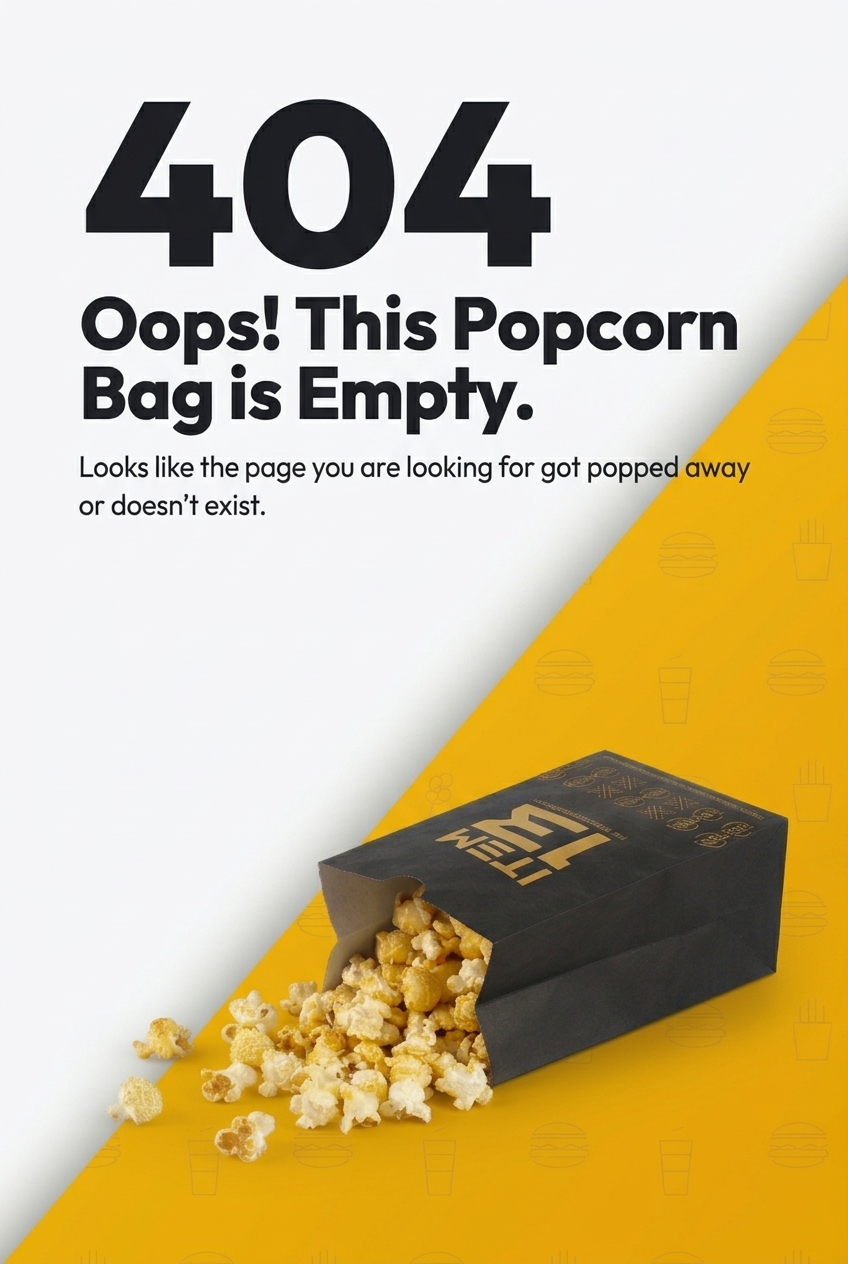 404
Oops! This Popcorn
Bag is Empty.
Looks like the page you are looking for got popped away
or doesn't exist.
ITEM